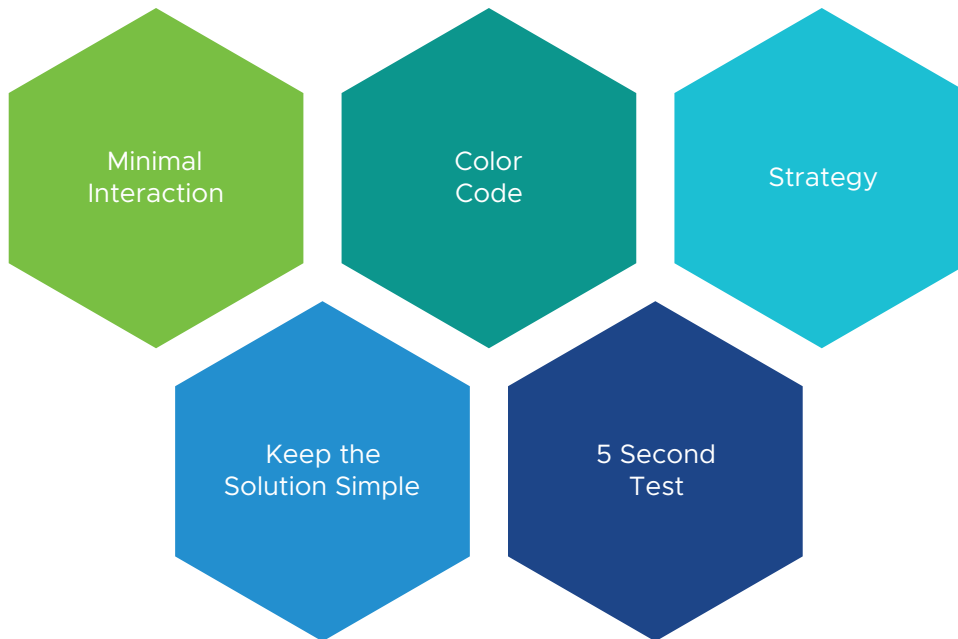 Minimal
Interaction
Color
Code
Strategy
Keep the
Solution Simple
5 Second
Test